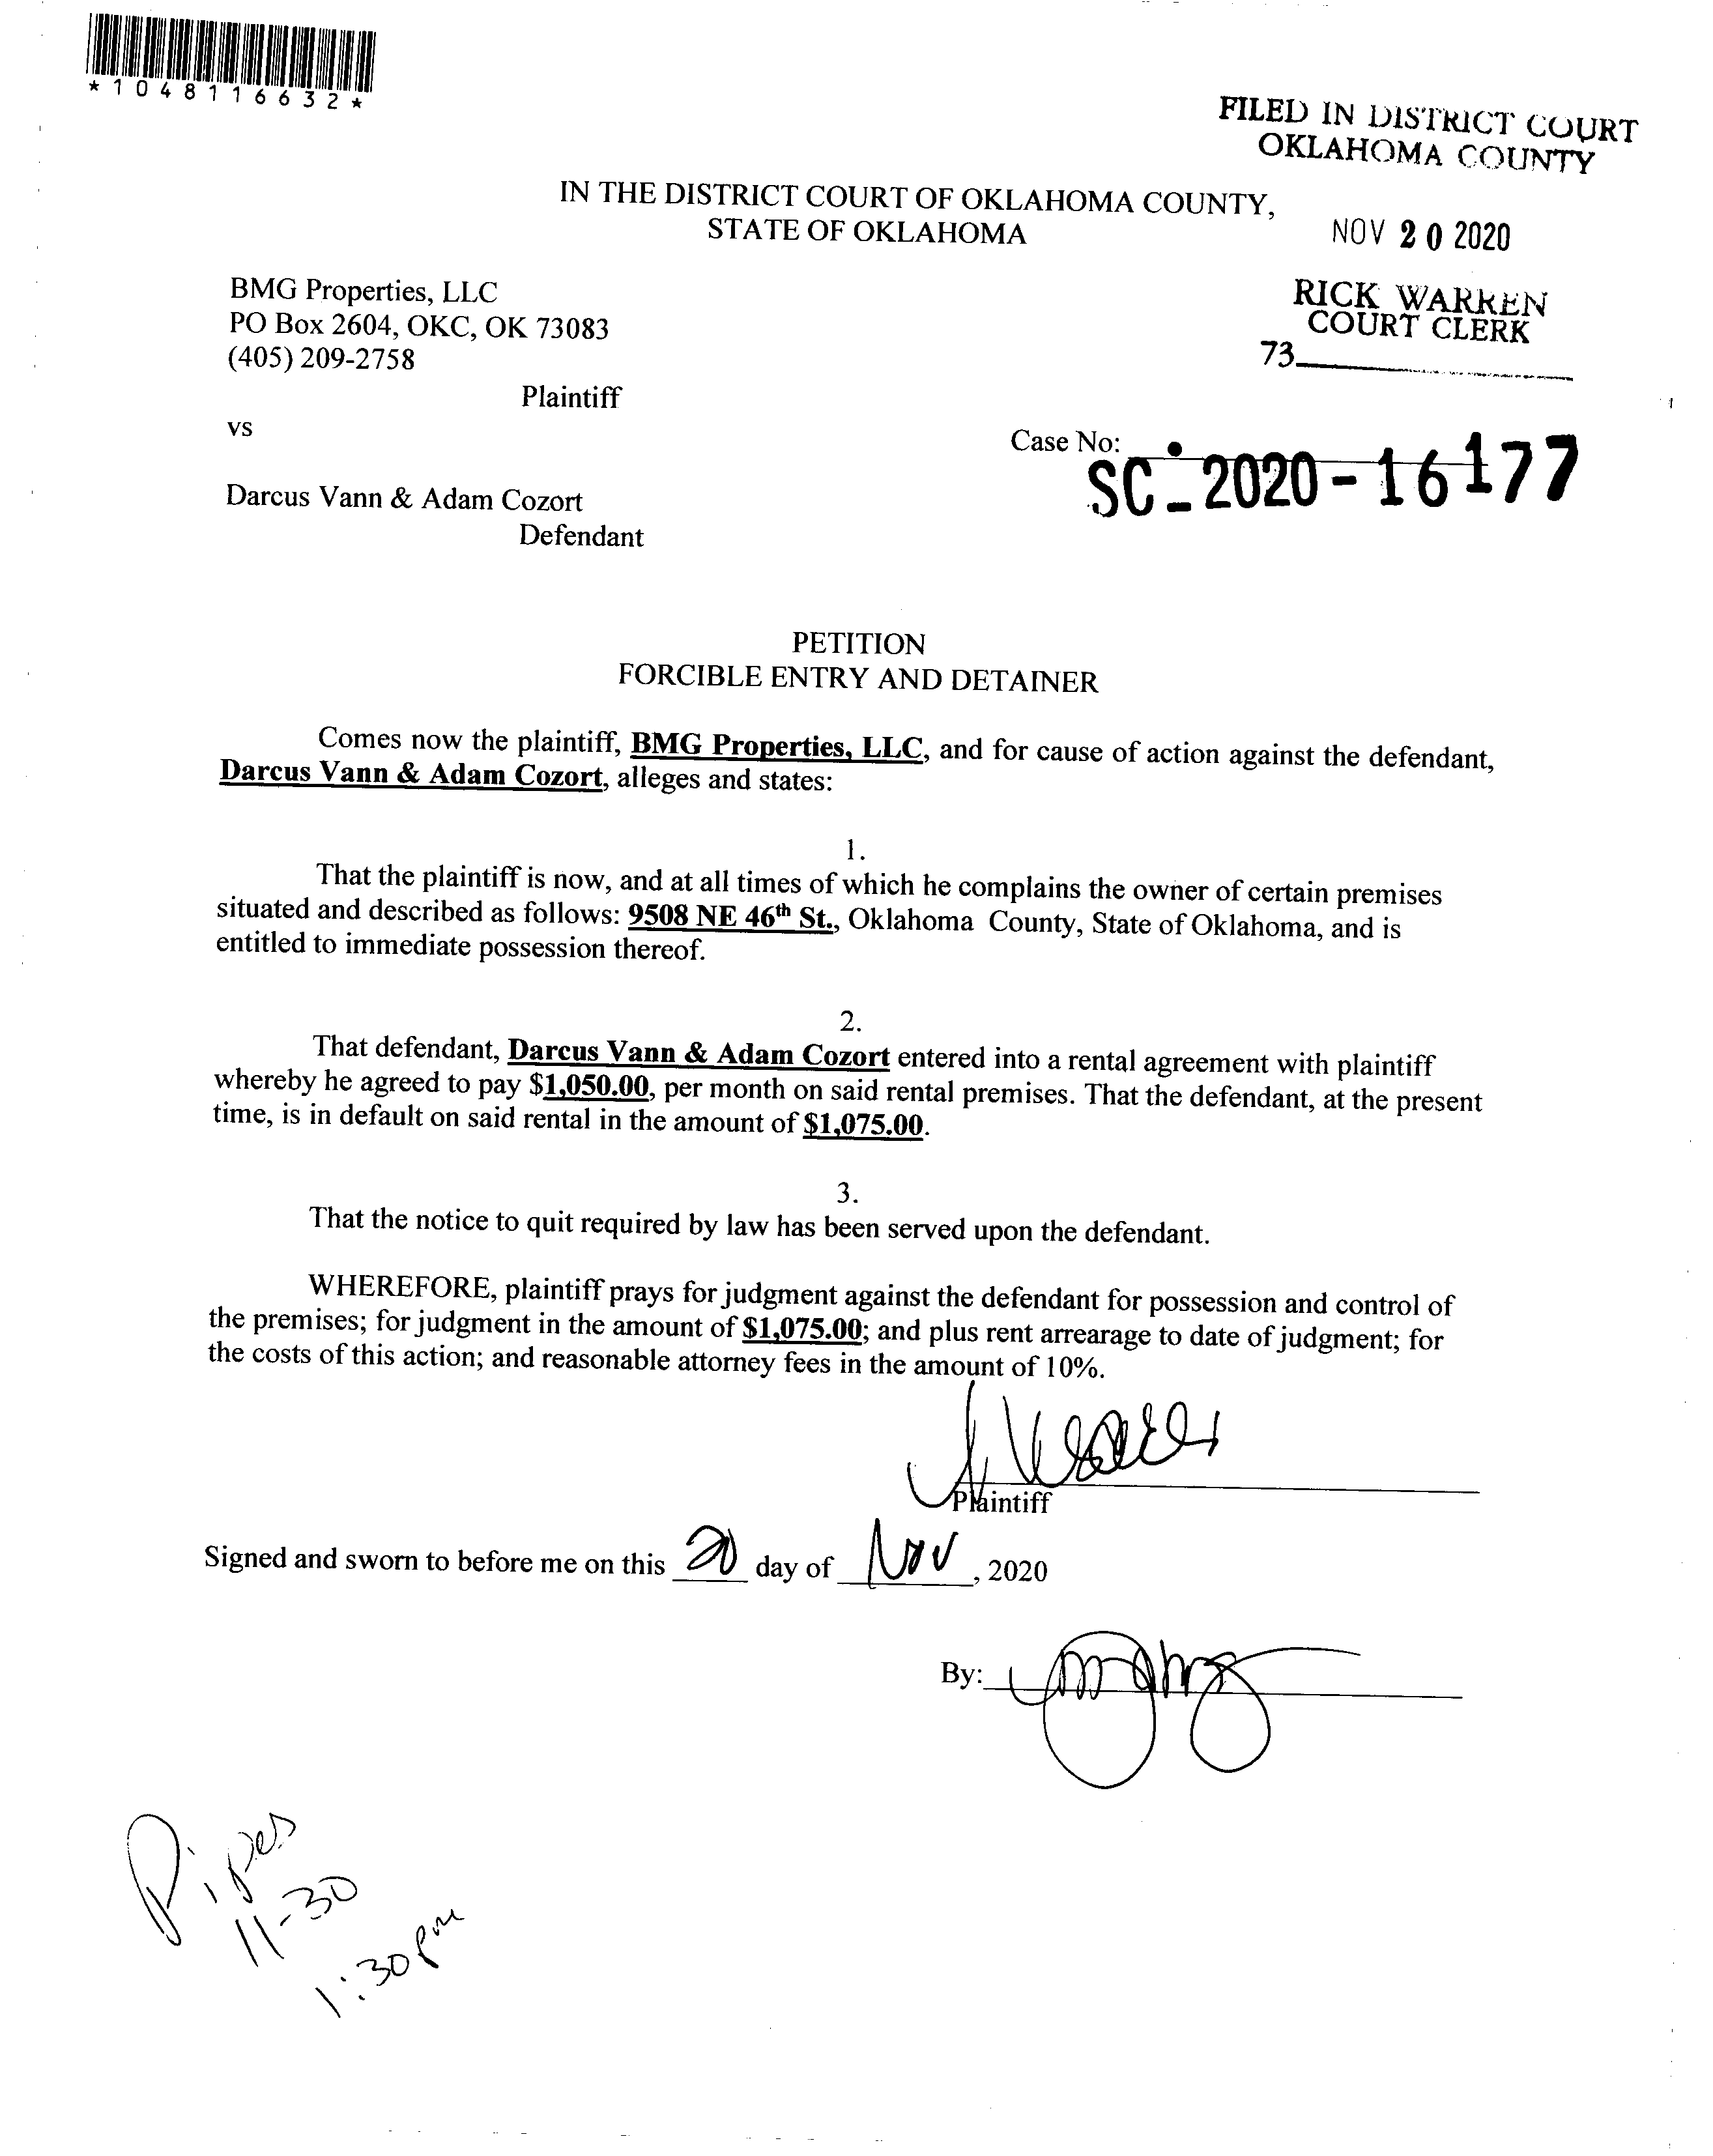 *1048116632*
FILED IN DISTRICT COURT
OKLAHOMA COUNTY
IN THE DISTRICT COURT OF OKLAHOMA COUNTY,
STATE OF OKLAHOMA
NOV 20 2020
RICK WARREN
COURT CLERK
73
BMG Properties, LLC
PO Box 2604, OKC, OK 73083
(405) 209-2758
Plaintiff
vs
Case No:
SC-2020-16177
Darcus Vann & Adam Cozort
Defendant
PETITION
FORCIBLE ENTRY AND DETAINER
Comes now the plaintiff, BMG Properties, LLC, and for cause of action against the defendant,
Darcus Vann & Adam Cozort, alleges and states:
1.
That the plaintiff is now, and at all times of which he complains the owner of certain premises
situated and described as follows: 9508 NE 46th St., Oklahoma County, State of Oklahoma, and is
entitled to immediate possession thereof.
2.
That defendant, Darcus Vann & Adam Cozort entered into a rental agreement with plaintiff
whereby he agreed to pay $1,050.00, per month on said rental premises. That the defendant, at the present
time, is in default on said rental in the amount of $1,075.00.
3.
That the notice to quit required by law has been served upon the defendant.
WHEREFORE, plaintiff prays for judgment against the defendant for possession and control of
the premises; for judgment in the amount of $1,075.00; and plus rent arrearage to date of judgment; for
the costs of this action; and reasonable attorney fees in the amount of 10%.
Plaintiff
Signed and sworn to before me on this 20 day of Nov, 2020
By:
Pipes
11-30
1:30pm